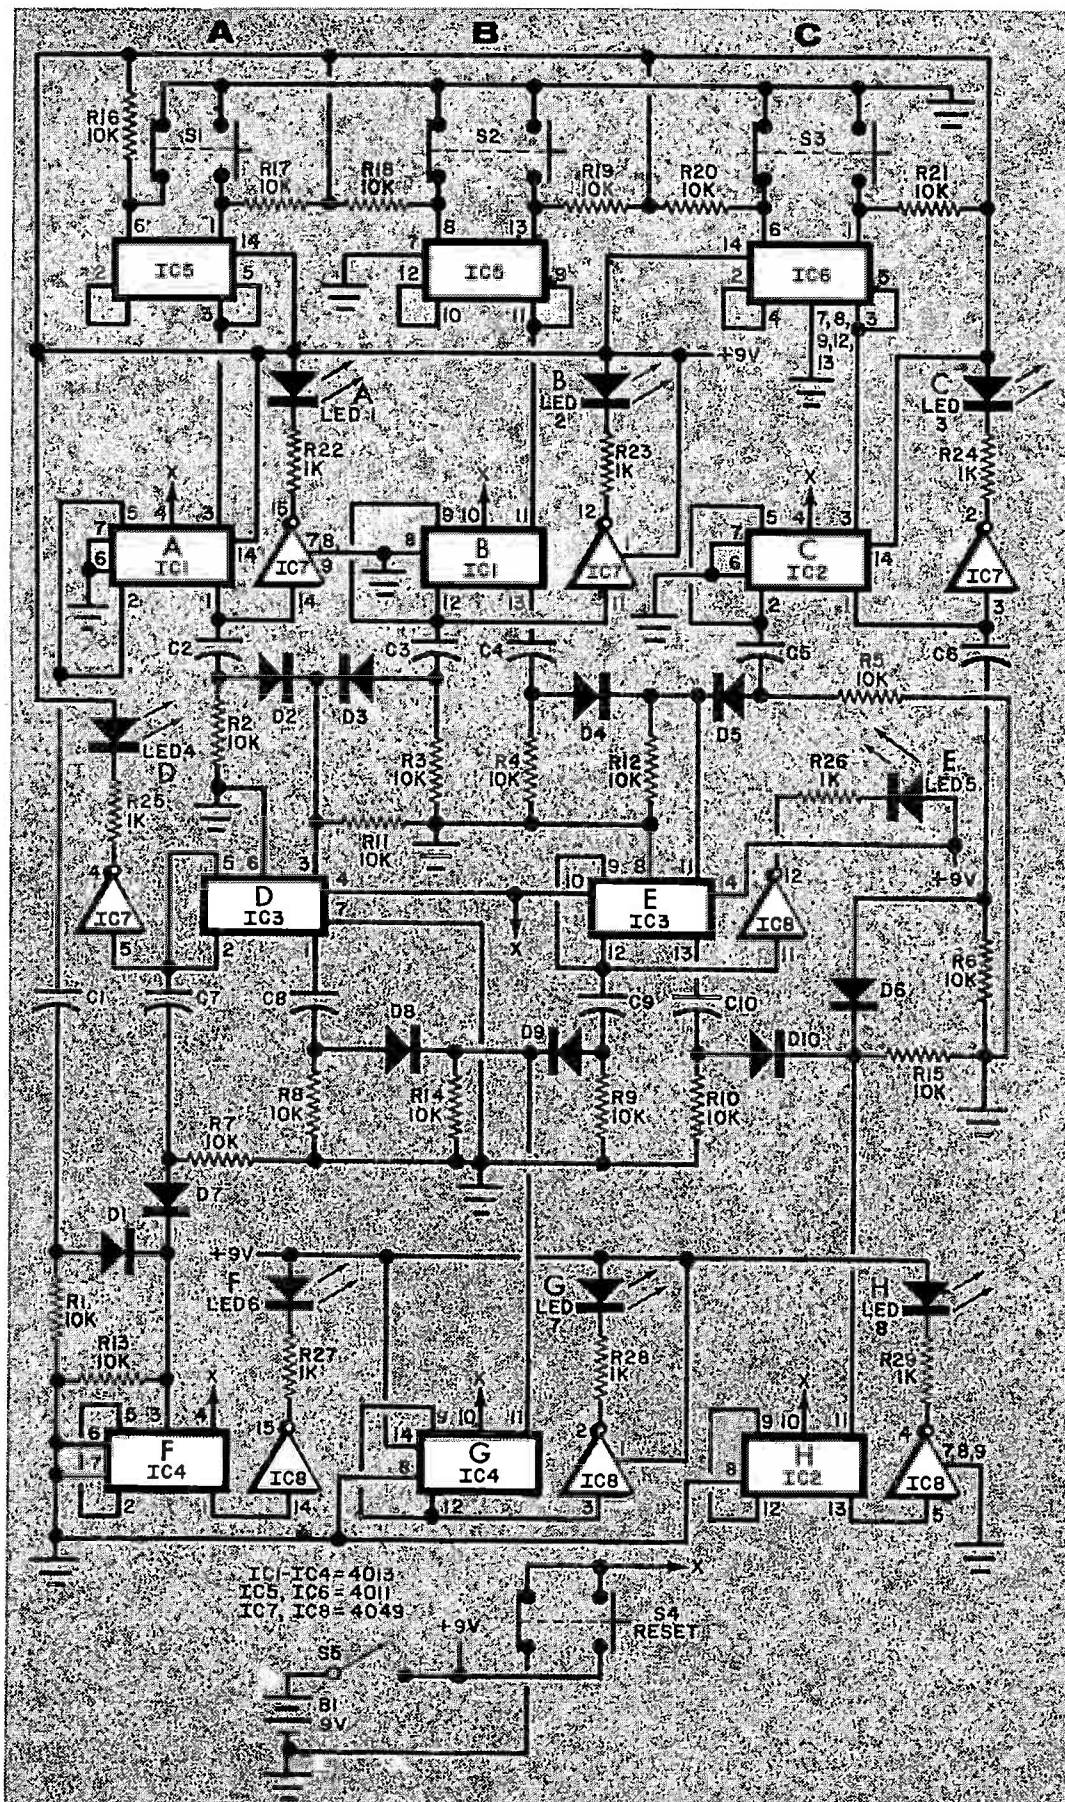 A B C
R16 10K
S1
S2
S3
R17 10K
R18 10K
R19 10K
R20 10K
R21 10K
6 1 14
2 IC5 5
3
7 8 13
12 IC5 9
10 11
14 6 1
2 IC6 5
4 7, 8, 3
9, 12,
13
+9V
A
LED 1
B
LED 2
C
LED 3
R22 1K
R23 1K
R24 1K
X
5 4 3
7 A 14
6 IC1
2 1
15
IC7
7 8,
9
14
X
9 10 11
8 B
IC1
12 13
12
IC7 1
11
X
5 4 3
7 C 14
6 IC2
2 1
2
IC7
3
C2
C3
C4
C5
C6
R5 10K
D2 D3
D4 D5
R2 10K
R3 10K
R4 10K
R12 10K
LED4
D
R25 1K
R26 1K
E
LED5
R11 10K
+9V
4
IC7
5
5 6 3
D 4
IC3 7
2 1
X
9 8 11
10 E 14
IC3
12 13
12
IC8
11
R6 10K
C1
C7
C8
C9
C10
D6
D8
D9
D10
R15 10K
R8 10K
R14 10K
R9 10K
R10 10K
R7 10K
D7
D1
+9V
R1 10K
R13 10K
F
LED6
G
LED 7
H
LED 8
R27 1K
R28 1K
R29 1K
X
5 3 4
6 F
7 IC4
2 1
15
IC8
14
X
9 10 11
14 G
8 IC4
12
2
IC8 1
3
X
9 10 11
8 H
IC2
12 13
4
IC8 7,8,9
5
IC1-IC4=4013
IC5, IC6=4011
IC7, IC8=4049
X
S4
RESET
+9V
S5
B1
9V